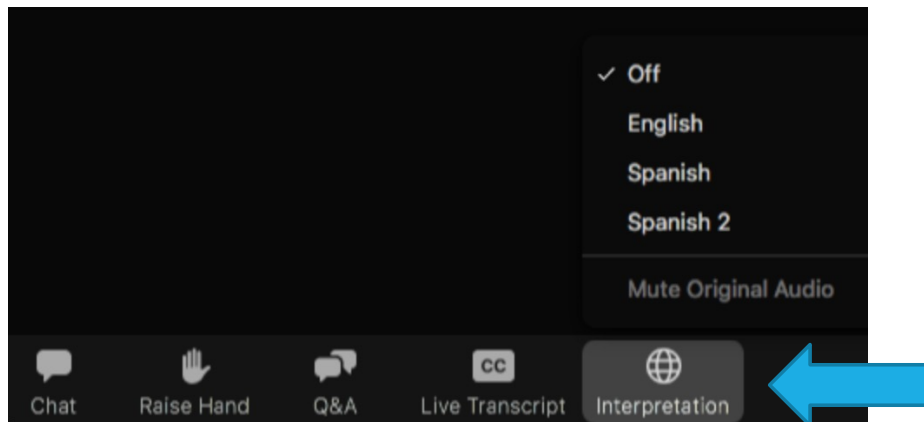 ✓ Off
English
Spanish
Spanish 2
Mute Original Audio
CC
Chat Raise Hand Q&A Live Transcript Interpretation